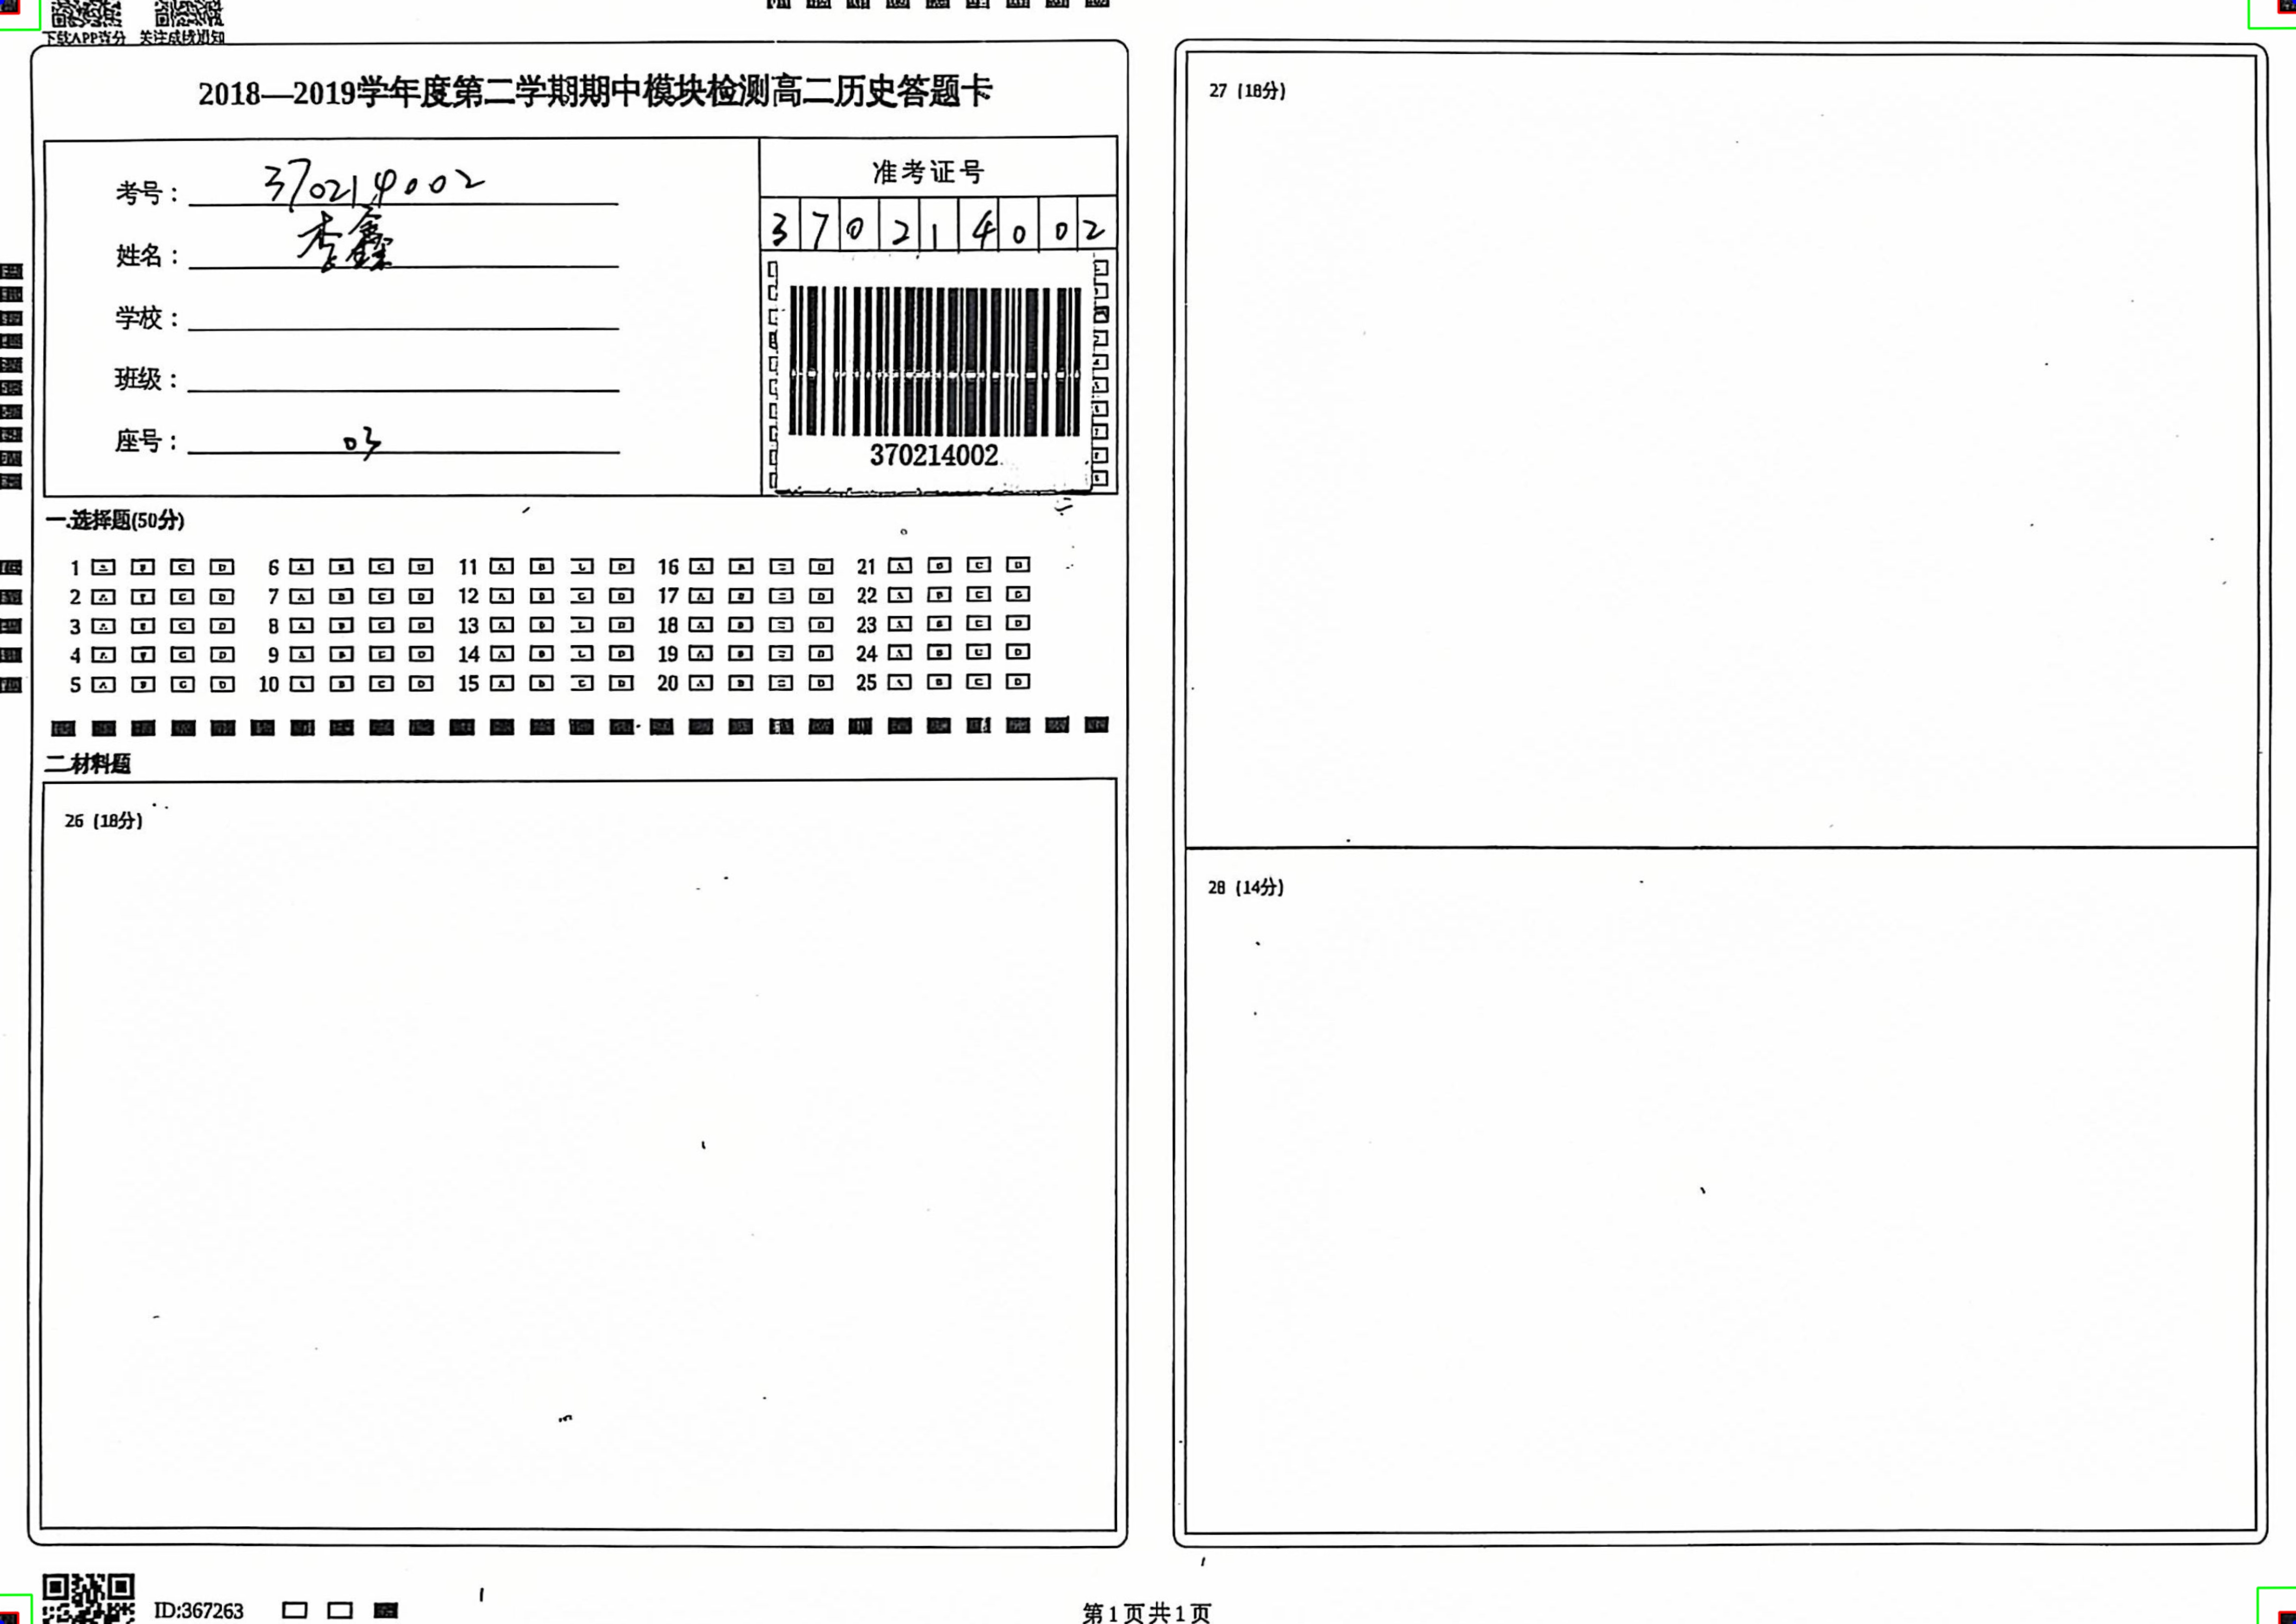 下载APP查分 关注成绩通知
2018—2019学年度第二学期期中模块检测高二历史答题卡
考号： 370214002
姓名： 李鑫
学校：
班级：
座号： 03
准考证号
3 7 0 2 1 4 0 0 2
370214002
一.选择题(50分)
1 A B C D 6 A B C D 11 A B C D 16 A B C D 21 A B C D
2 A B C D 7 A B C D 12 A B C D 17 A B C D 22 A B C D
3 A B C D 8 A B C D 13 A B C D 18 A B C D 23 A B C D
4 A B C D 9 A B C D 14 A B C D 19 A B C D 24 A B C D
5 A B C D 10 A B C D 15 A B C D 20 A B C D 25 A B C D
二.材料题
26 (18分)
27 (18分)
28 (14分)
ID:367263
第1页共1页